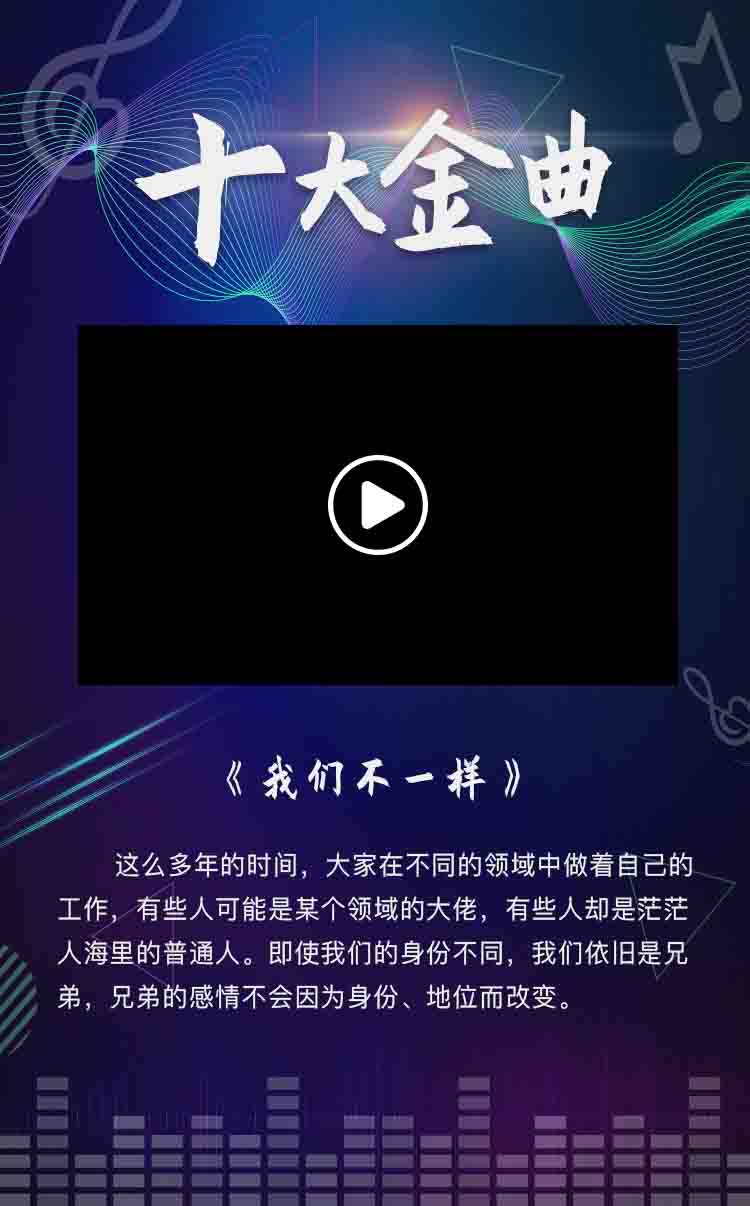 十大金曲
《我们不一样》
这么多年的时间，大家在不同的领域中做着自己的
工作，有些人可能是某个领域的大佬，有些人却是茫茫
人海里的普通人。即使我们的身份不同，我们依旧是兄
弟，兄弟的感情不会因为身份、地位而改变。